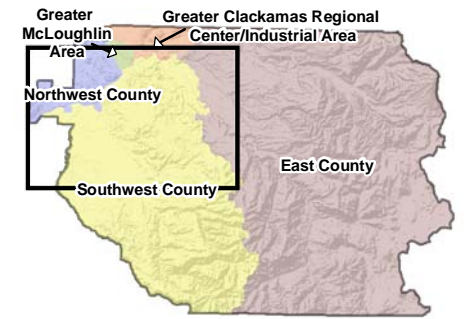 Greater
McLoughlin
Area
Greater Clackamas Regional
Center/Industrial Area
Northwest County
East County
Southwest County